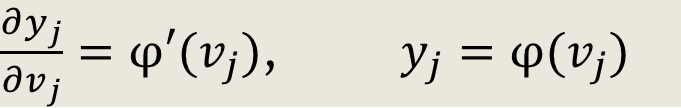 ∂y_j/∂v_j = φ′(v_j), y_j = φ(v_j)